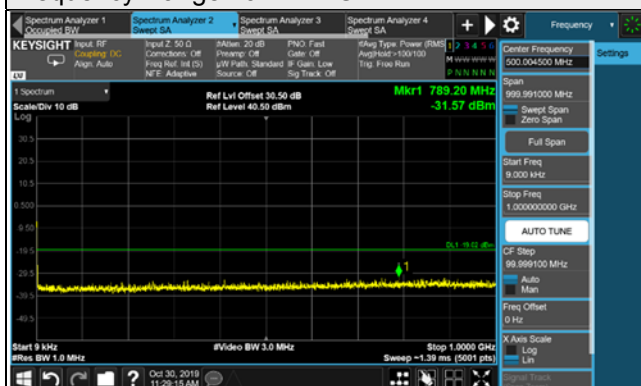 Spectrum Analyzer 1
Occupied BW
Spectrum Analyzer 2
Swept SA
Spectrum Analyzer 3
Swept SA
Spectrum Analyzer 4
Swept SA
Frequency
KEYSIGHT
Input: RF
Coupling: DC
Align: Auto
Input Z: 50 Ω
Corrections: Off
Freq Ref: Int (S)
NFE: Adaptive
#Atten: 20 dB
Preamp: Off
µW Path: Standard
Source: Off
PNO: Fast
Gate: Off
IF Gain: Low
Sig Track: Off
#Avg Type: Power (RMS
Avg|Hold:>100/100
Trig: Free Run
1 2 3 4 5 6
M W W W W W
P N N N N N
LXI
1 Spectrum
Scale/Div 10 dB
Ref Lvl Offset 30.50 dB
Ref Level 40.50 dBm
Mkr1 789.20 MHz
-31.57 dBm
Log
30.5
20.5
10.5
0.500
-9.50
-19.5
-29.5
-39.5
-49.5
DL1 -19.02 dBm
1
Start 9 kHz
#Res BW 1.0 MHz
#Video BW 3.0 MHz
Stop 1.0000 GHz
Sweep ~1.39 ms (5001 pts)
Center Frequency
500.004500 MHz
Settings
Span
999.991000 MHz
Swept Span
Zero Span
Full Span
Start Freq
9.000 kHz
Stop Freq
1.000000000 GHz
AUTO TUNE
CF Step
99.999100 MHz
Auto
Man
Freq Offset
0 Hz
X Axis Scale
Log
Lin
Signal Track
Oct 30, 2019
11:29:15 AM